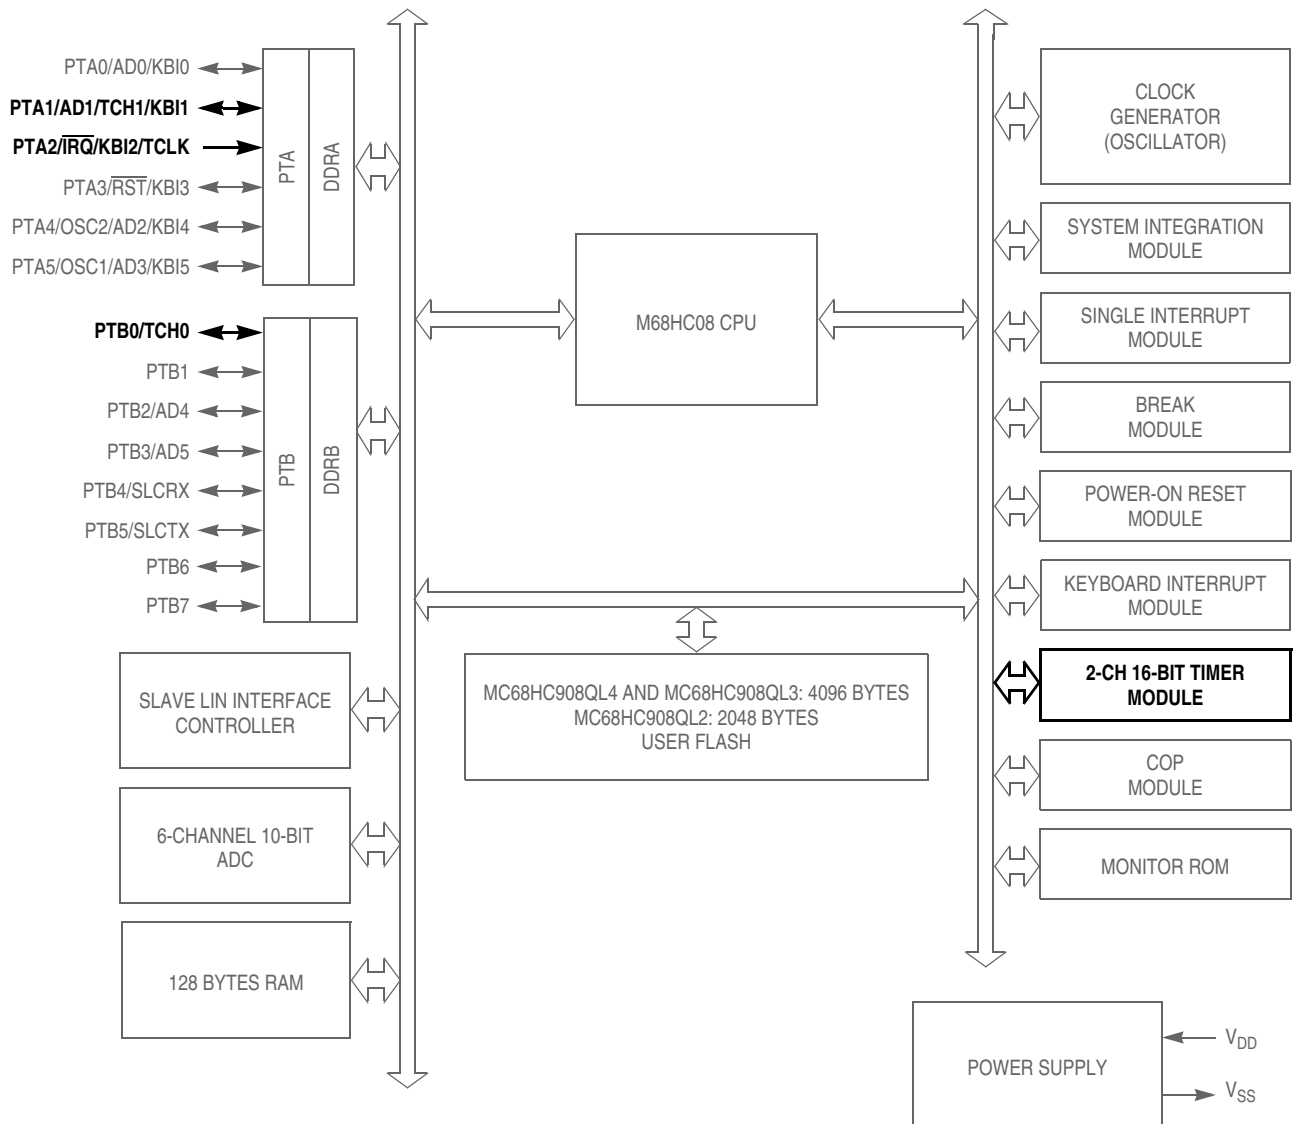 PTA0/AD0/KBI0
PTA1/AD1/TCH1/KBI1
PTA2/IRQ/KBI2/TCLK
PTA3/RST/KBI3
PTA4/OSC2/AD2/KBI4
PTA5/OSC1/AD3/KBI5
PTA
DDRA
PTB0/TCH0
PTB1
PTB2/AD4
PTB3/AD5
PTB4/SLCRX
PTB5/SLCTX
PTB6
PTB7
PTB
DDRB
SLAVE LIN INTERFACE
CONTROLLER
6-CHANNEL 10-BIT
ADC
128 BYTES RAM
M68HC08 CPU
MC68HC908QL4 AND MC68HC908QL3: 4096 BYTES
MC68HC908QL2: 2048 BYTES
USER FLASH
CLOCK
GENERATOR
(OSCILLATOR)
SYSTEM INTEGRATION
MODULE
SINGLE INTERRUPT
MODULE
BREAK
MODULE
POWER-ON RESET
MODULE
KEYBOARD INTERRUPT
MODULE
2-CH 16-BIT TIMER
MODULE
COP
MODULE
MONITOR ROM
POWER SUPPLY
VDD
VSS